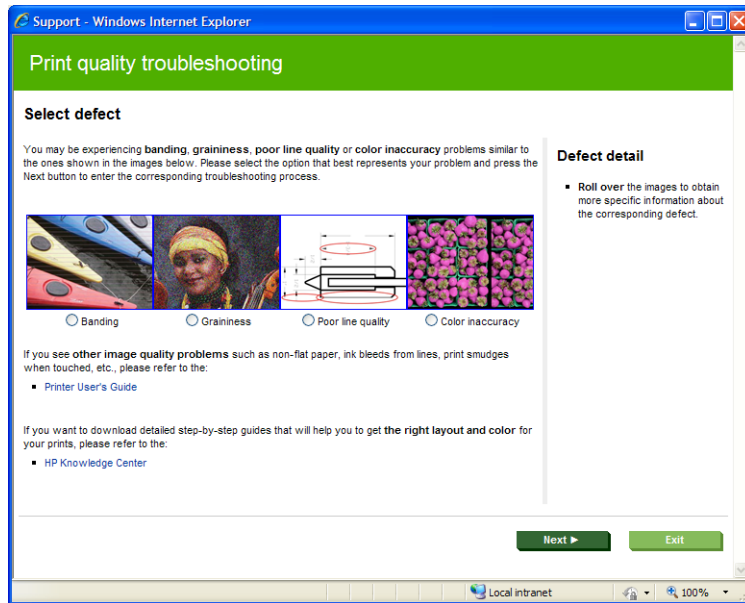 Support - Windows Internet Explorer
Print quality troubleshooting
Select defect
You may be experiencing banding, graininess, poor line quality or color inaccuracy problems similar to
the ones shown in the images below. Please select the option that best represents your problem and press the
Next button to enter the corresponding troubleshooting process.
Banding
Graininess
Poor line quality
Color inaccuracy
If you see other image quality problems such as non-flat paper, ink bleeds from lines, print smudges
when touched, etc., please refer to the:
Printer User's Guide
If you want to download detailed step-by-step guides that will help you to get the right layout and color for
your prints, please refer to the:
HP Knowledge Center
Defect detail
Roll over the images to obtain
more specific information about
the corresponding defect.
Next
Exit
Local intranet
100%